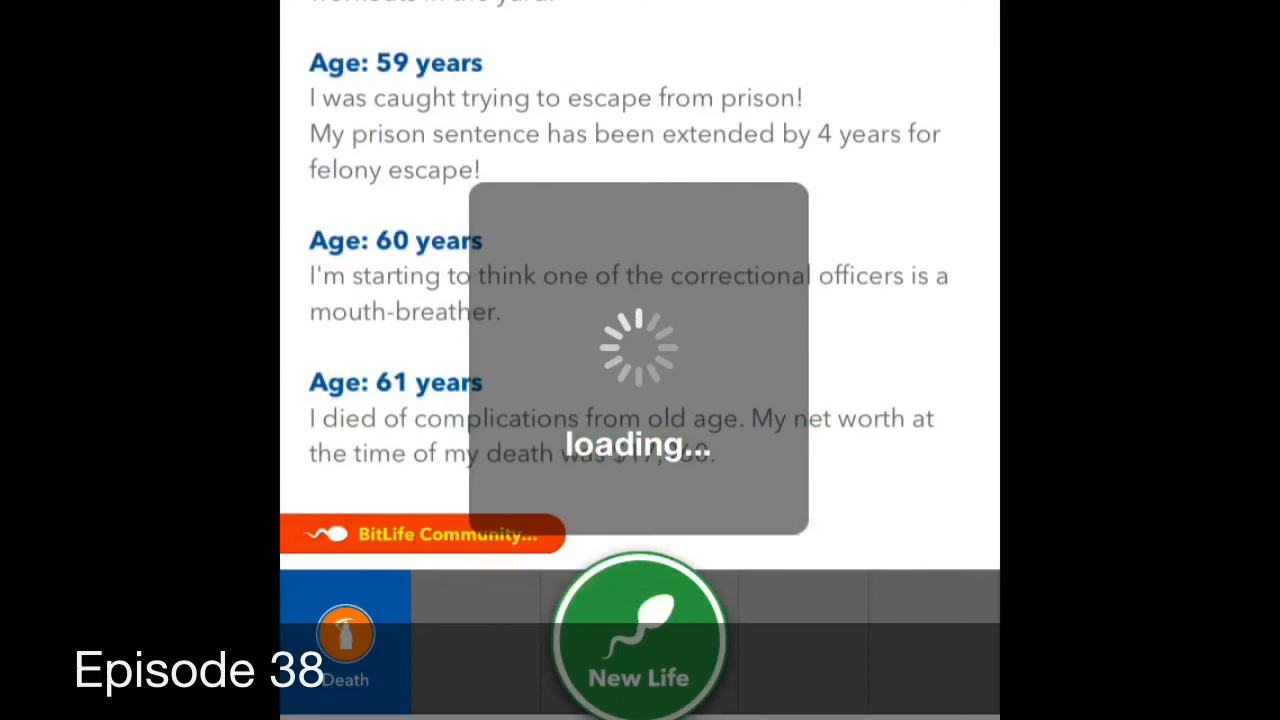 Age: 59 years
I was caught trying to escape from prison!
My prison sentence has been extended by 4 years for
felony escape!
Age: 60 years
I'm starting to think one of the correctional officers is a
mouth-breather.
Age: 61 years
I died of complications from old age. My net worth at
the time of my death was
loading...
BitLife Community...
New Life
Death
Episode 38